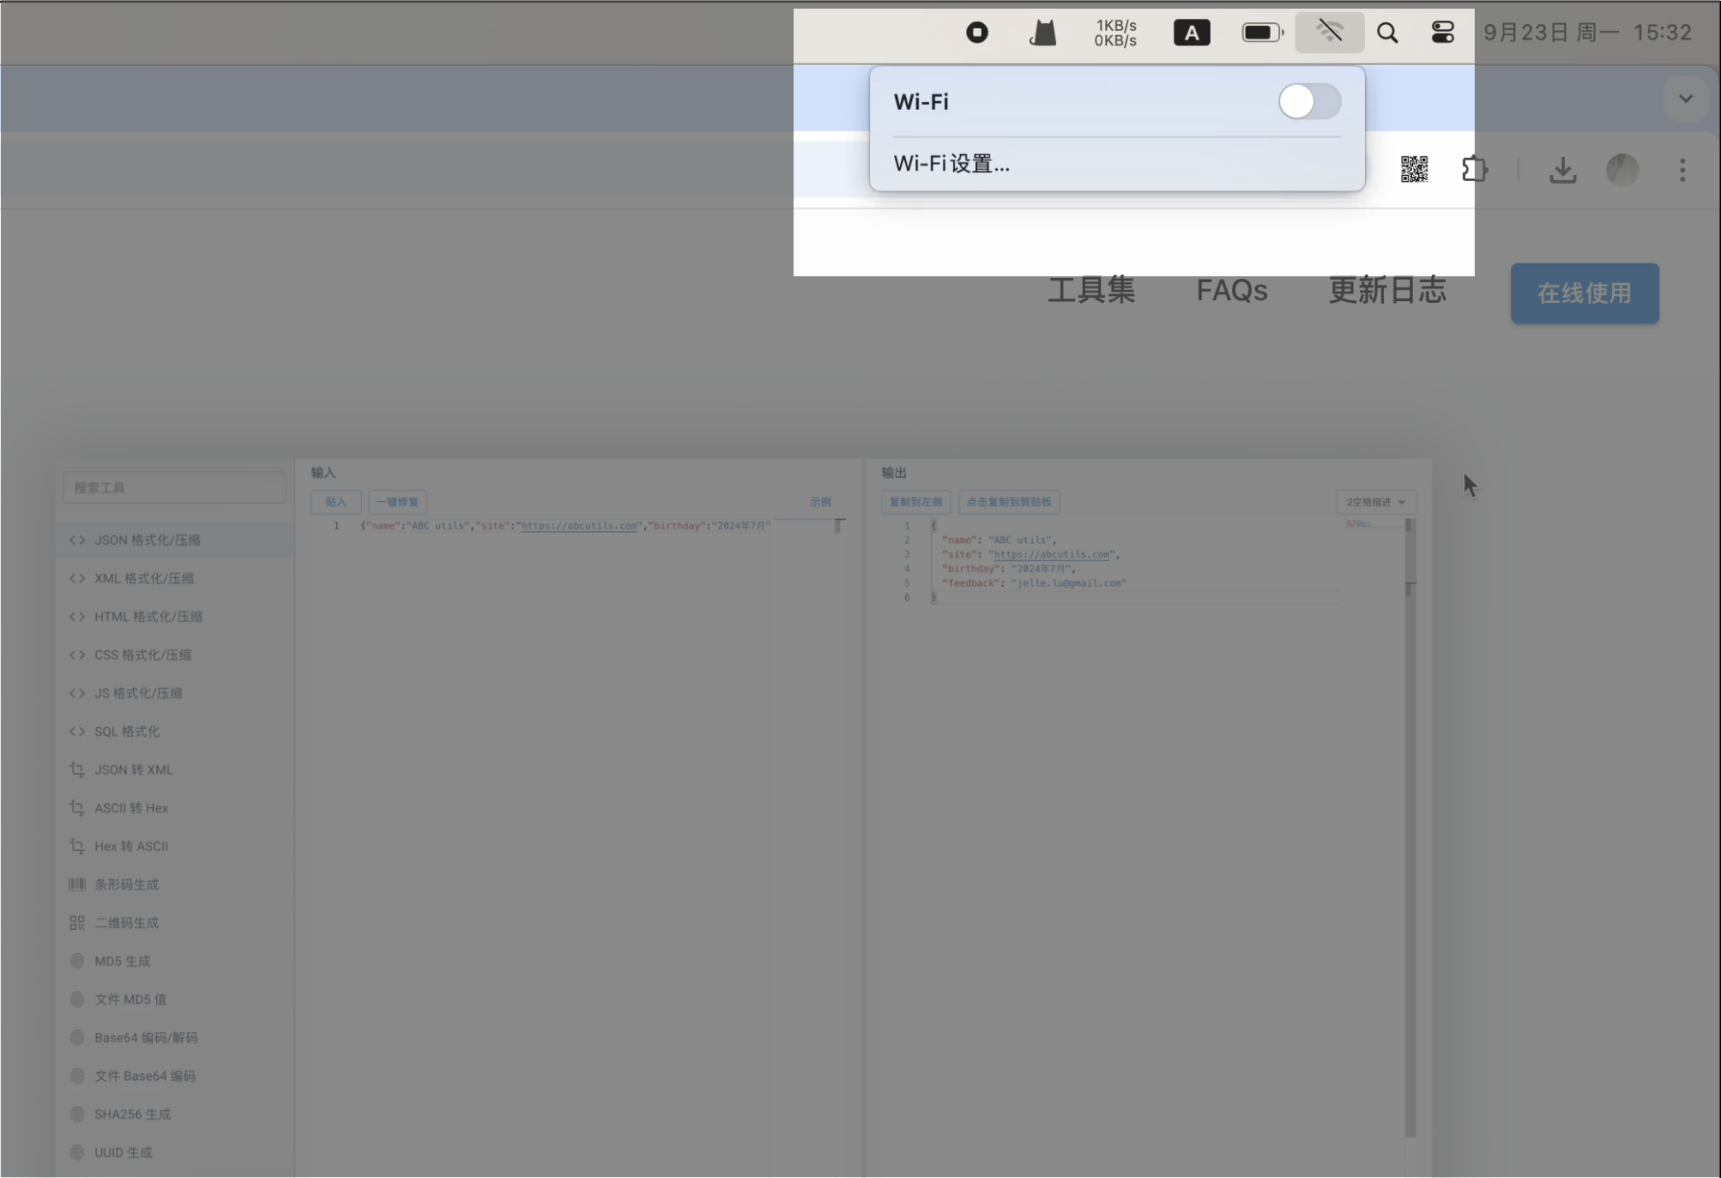 1KB/s
0KB/s
A
9月23日 周一 15:32
Wi-Fi
Wi-Fi 设置...
工具集
FAQs
更新日志
在线使用
搜索工具
JSON 格式化/压缩
XML 格式化/压缩
HTML 格式化/压缩
CSS 格式化/压缩
JS 格式化/压缩
SQL 格式化
JSON 转 XML
ASCII 转 Hex
Hex 转 ASCII
条形码生成
二维码生成
MD5 生成
文件 MD5 值
Base64 编码/解码
文件 Base64 编码
SHA256 生成
UUID 生成
输入
贴入
一键修复
示例
1 {"name":"ABC utils","site":"https://abcutils.com","birthday":"2024年7月"
输出
复制到左侧
点击复制到剪贴板
2空格缩进
1 {
2 "name": "ABC utils",
3 "site": "https://abcutils.com",
4 "birthday": "2024年7月",
5 "feedback": "jelle.lu@gmail.com"
6 }